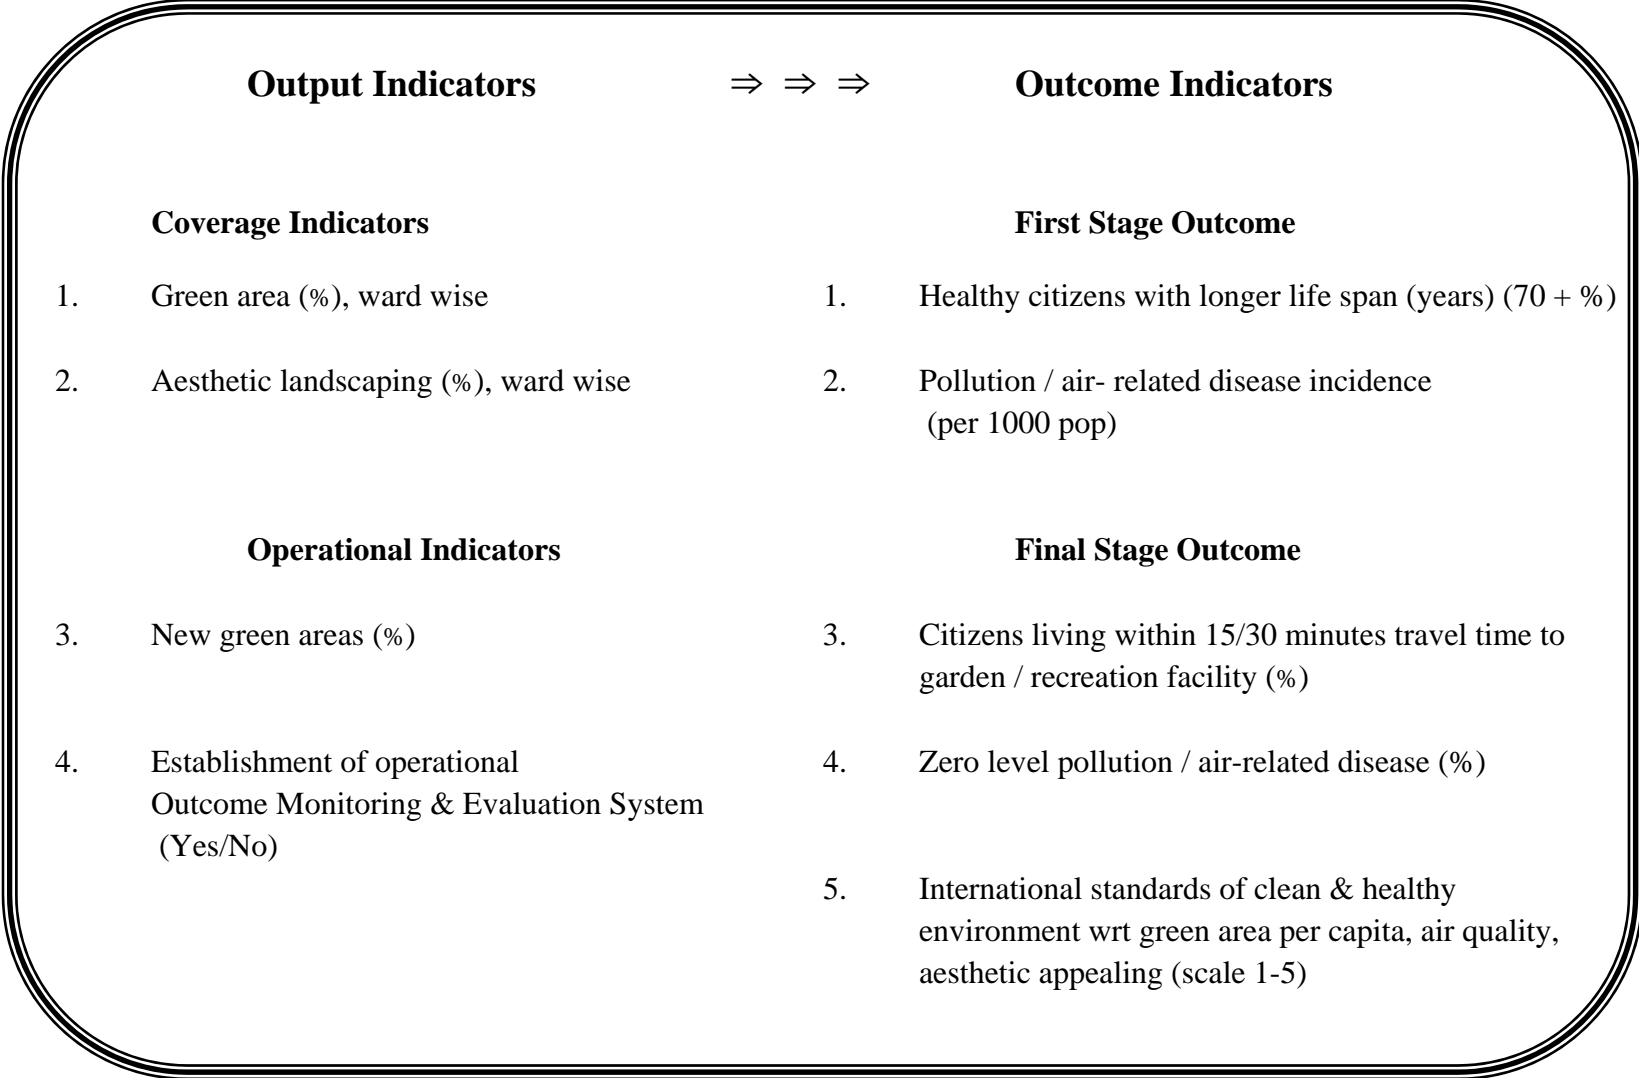 Output Indicators ⇒ ⇒ ⇒ Outcome Indicators
Coverage Indicators
1. Green area (%), ward wise
2. Aesthetic landscaping (%), ward wise
First Stage Outcome
1. Healthy citizens with longer life span (years) (70 + %)
2. Pollution / air- related disease incidence
(per 1000 pop)
Operational Indicators
3. New green areas (%)
4. Establishment of operational
Outcome Monitoring & Evaluation System
(Yes/No)
Final Stage Outcome
3. Citizens living within 15/30 minutes travel time to
garden / recreation facility (%)
4. Zero level pollution / air-related disease (%)
5. International standards of clean & healthy
environment wrt green area per capita, air quality,
aesthetic appealing (scale 1-5)